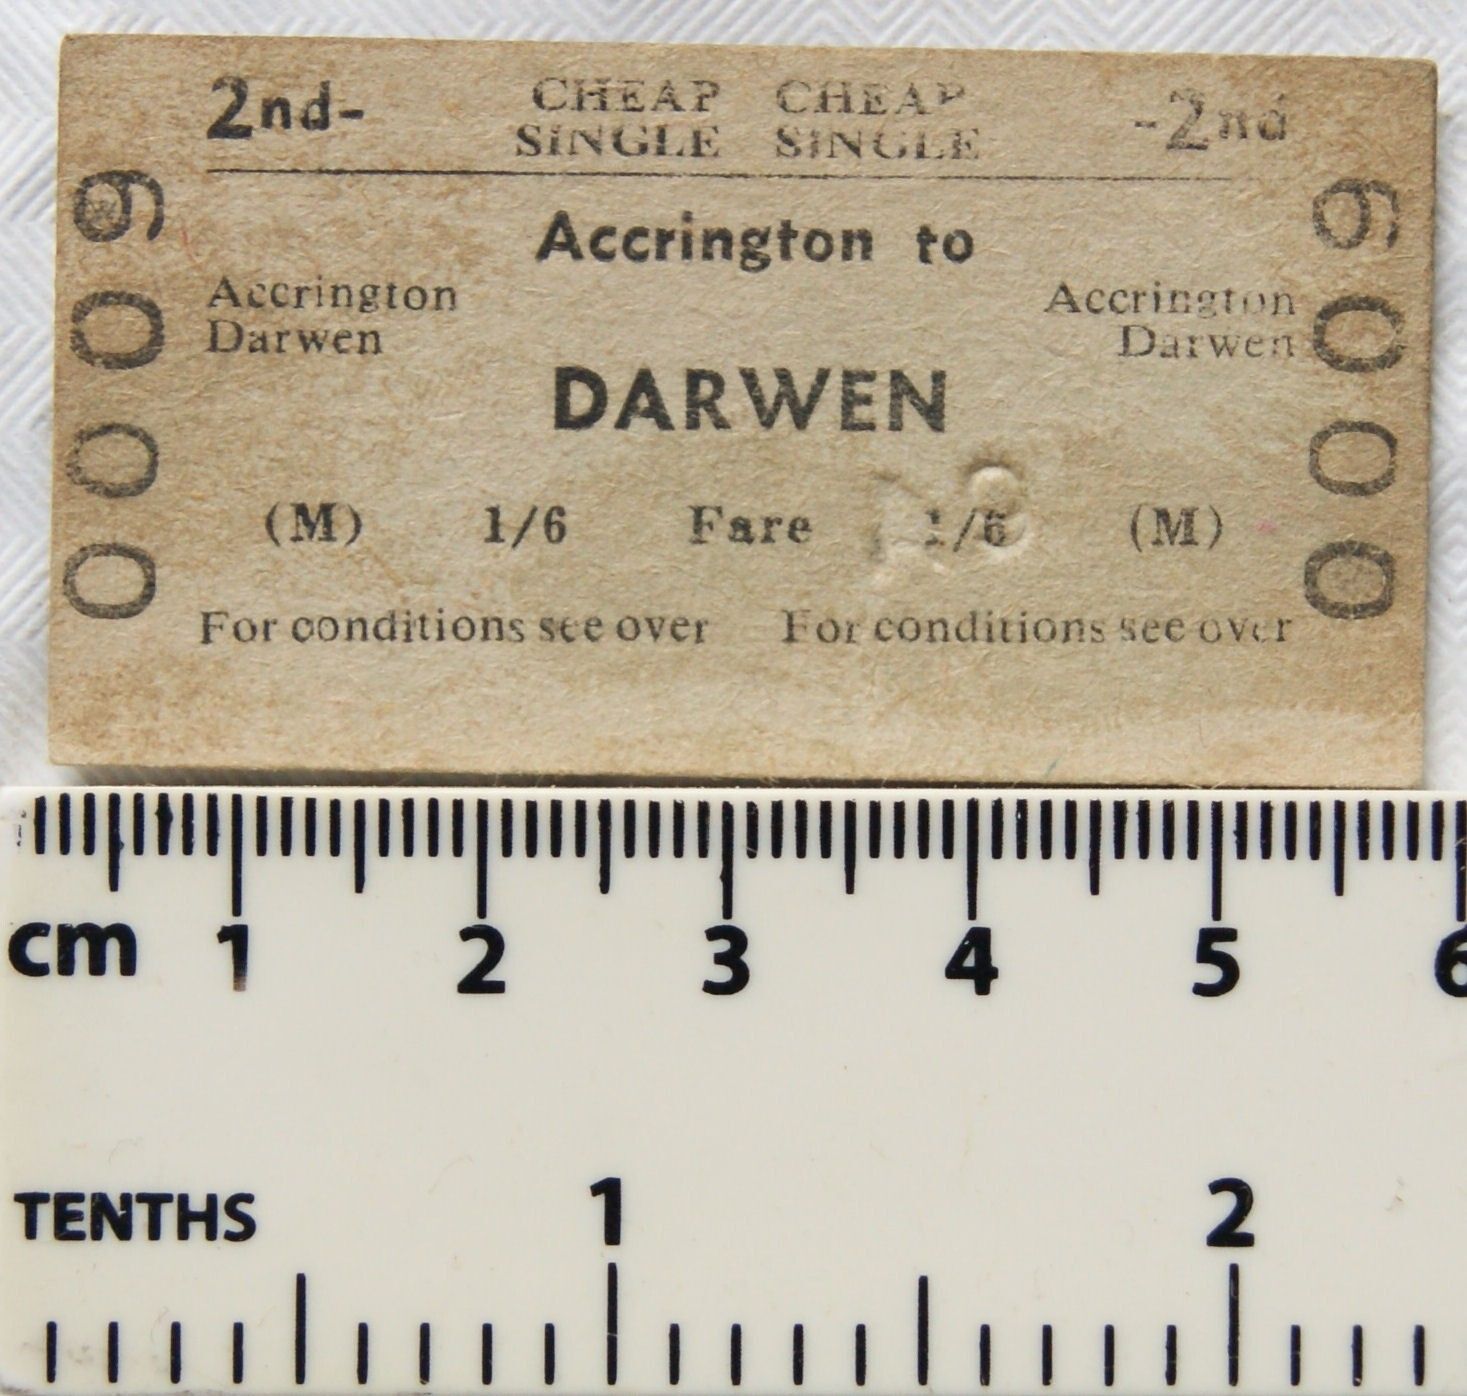 2nd- CHEAP CHEAP -2nd
SINGLE SINGLE
Accrington to
Accrington Accrington
Darwen Darwen
DARWEN
(M) 1/6 Fare 1/6 (M)
For conditions see over For conditions see over
0009
0009
cm 1 2 3 4 5 6
TENTHS 1 2